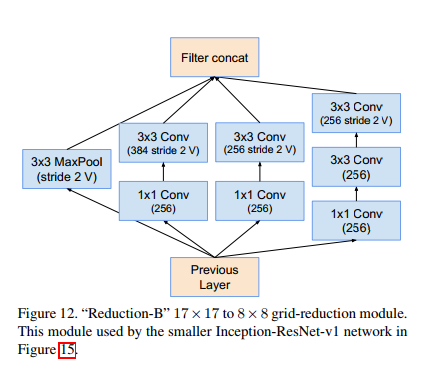 Filter concat
3x3 Conv
(256 stride 2 V)
3x3 Conv
(384 stride 2 V)
3x3 Conv
(256 stride 2 V)
3x3 MaxPool
(stride 2 V)
3x3 Conv
(256)
1x1 Conv
(256)
1x1 Conv
(256)
1x1 Conv
(256)
Previous
Layer
Figure 12. “Reduction-B” 17 × 17 to 8 × 8 grid-reduction module.
This module used by the smaller Inception-ResNet-v1 network in
Figure 15.